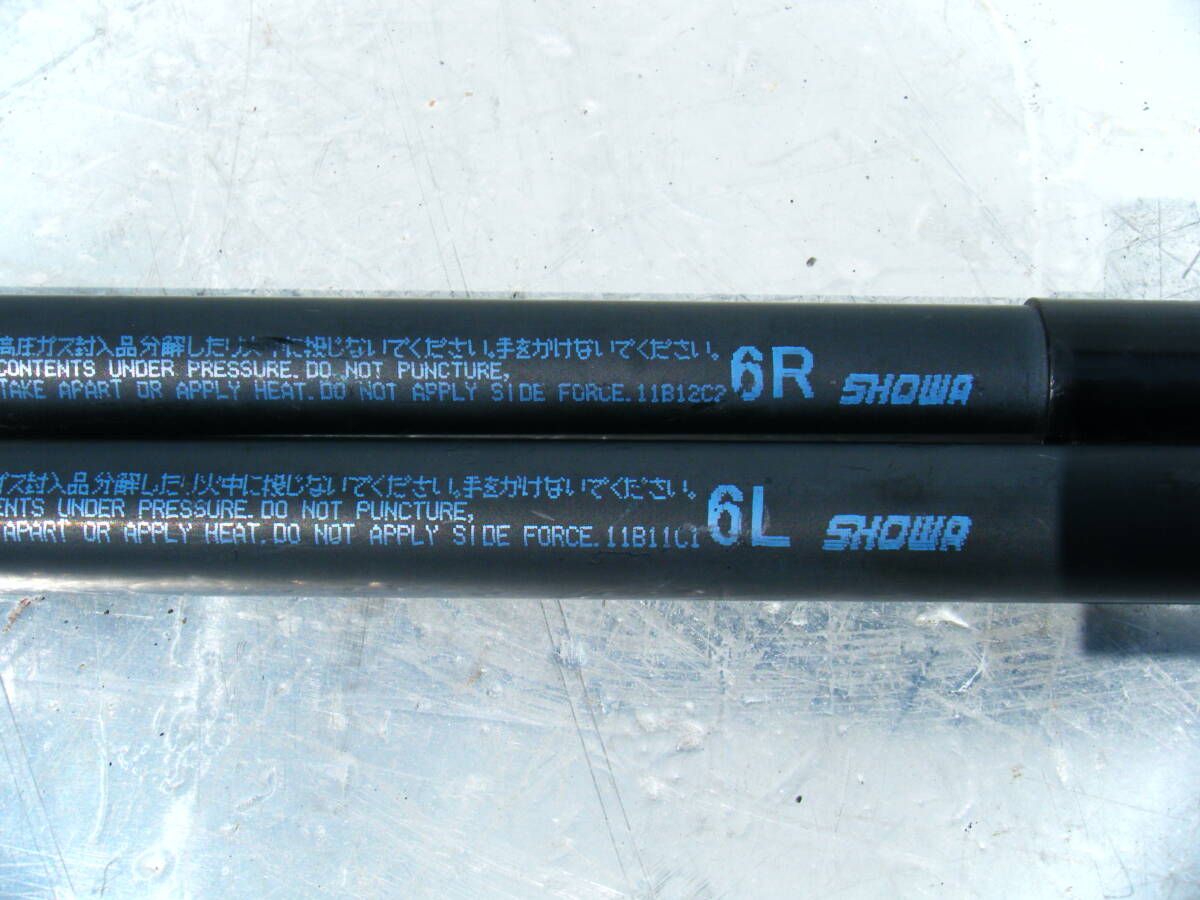 高圧ガス封入品分解したり火中に投じないでください。手をかけないでください。
CONTENTS UNDER PRESSURE. DO NOT PUNCTURE,
TAKE APART OR APPLY HEAT. DO NOT APPLY SIDE FORCE. 11B12C2 6R SHOWA
ガス封入品分解したり火中に投じないでください。手をかけないでください。
ENTS UNDER PRESSURE. DO NOT PUNCTURE,
APART OR APPLY HEAT. DO NOT APPLY SIDE FORCE. 11B11C1 6L SHOWA